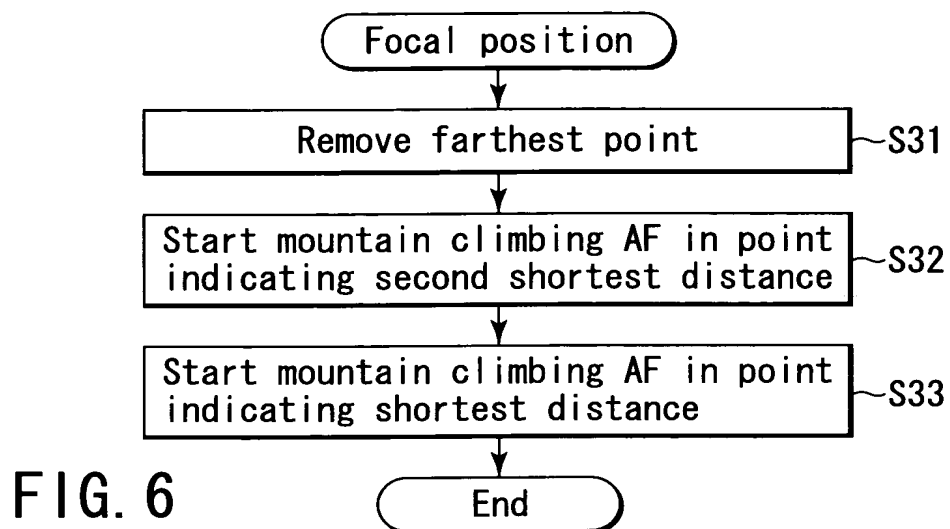 Focal position
Remove farthest point
S31
Start mountain climbing AF in point
indicating second shortest distance
S32
Start mountain climbing AF in point
indicating shortest distance
S33
End
FIG. 6